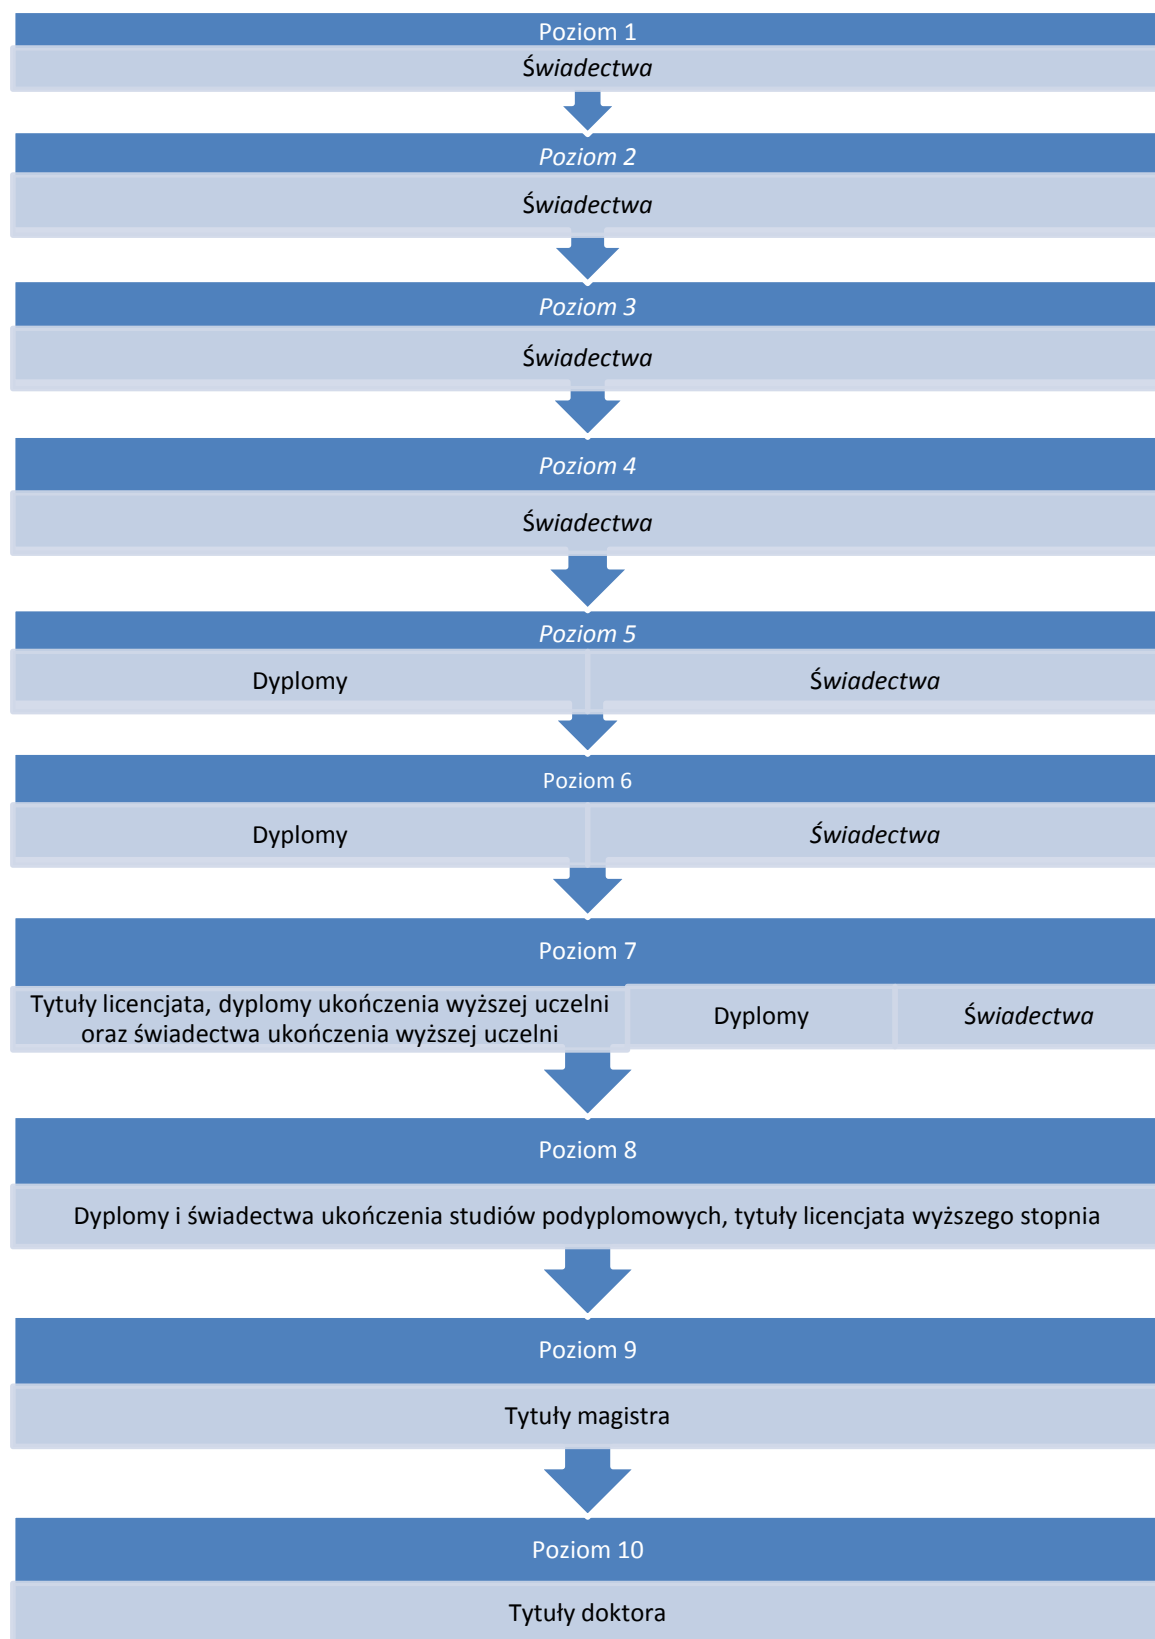 Poziom 1
Świadectwa
Poziom 2
Świadectwa
Poziom 3
Świadectwa
Poziom 4
Świadectwa
Poziom 5
Dyplomy
Świadectwa
Poziom 6
Dyplomy
Świadectwa
Poziom 7
Tytuły licencjata, dyplomy ukończenia wyższej uczelni
oraz świadectwa ukończenia wyższej uczelni
Dyplomy
Świadectwa
Poziom 8
Dyplomy i świadectwa ukończenia studiów podyplomowych, tytuły licencjata wyższego stopnia
Poziom 9
Tytuły magistra
Poziom 10
Tytuły doktora